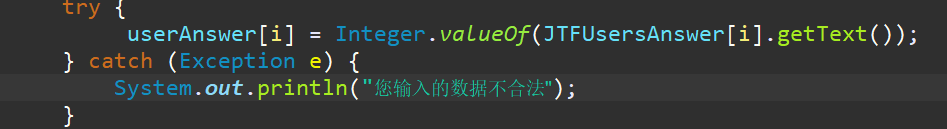 try {
userAnswer[i] = Integer.valueOf(JTFUsersAnswer[i].getText());
} catch (Exception e) {
System.out.println("您输入的数据不合法");
}